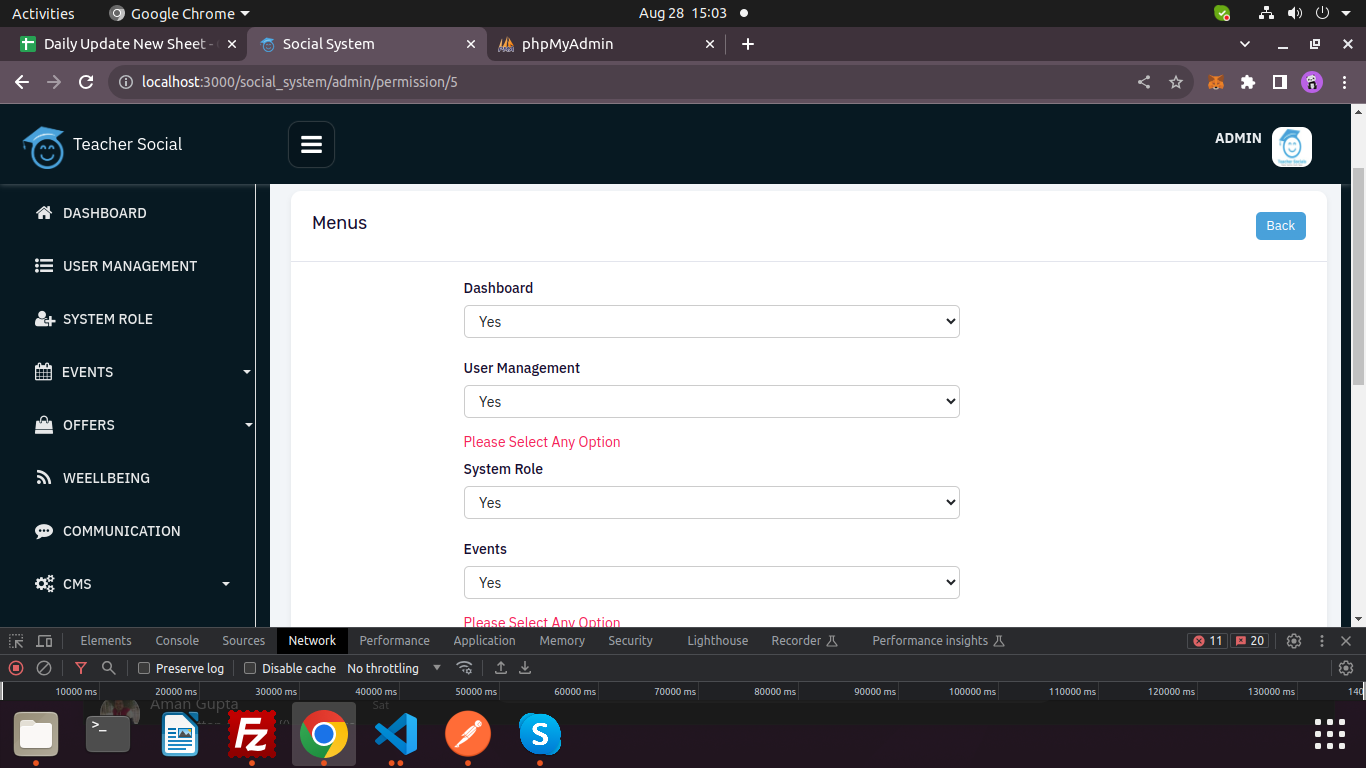 Activities Google Chrome Aug 28 15:03
Daily Update New Sheet - Social System phpMyAdmin
localhost:3000/social_system/admin/permission/5
Teacher Social ADMIN
DASHBOARD
USER MANAGEMENT
SYSTEM ROLE
EVENTS
OFFERS
WEELLBEING
COMMUNICATION
CMS
Menus Back
Dashboard
Yes
User Management
Yes
Please Select Any Option
System Role
Yes
Events
Yes
Please Select Any Option
Elements Console Sources Network Performance Application Memory Security Lighthouse Recorder Performance insights 11 20
Preserve log Disable cache No throttling
10000 ms 20000 ms 30000 ms 40000 ms 50000 ms 60000 ms 70000 ms 80000 ms 90000 ms 100000 ms 110000 ms 120000 ms 130000 ms 140
Aman Gupta Sat